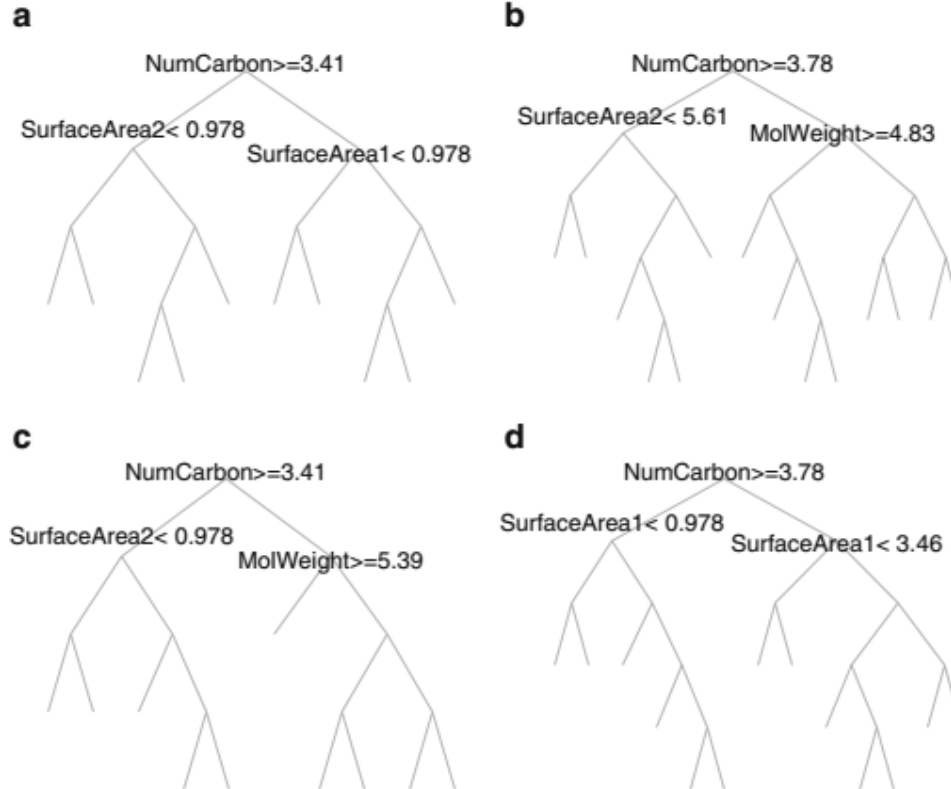 a
NumCarbon>=3.41
SurfaceArea2< 0.978
SurfaceArea1< 0.978
b
NumCarbon>=3.78
SurfaceArea2< 5.61
MolWeight>=4.83
c
NumCarbon>=3.41
SurfaceArea2< 0.978
MolWeight>=5.39
d
NumCarbon>=3.78
SurfaceArea1< 0.978
SurfaceArea1< 3.46